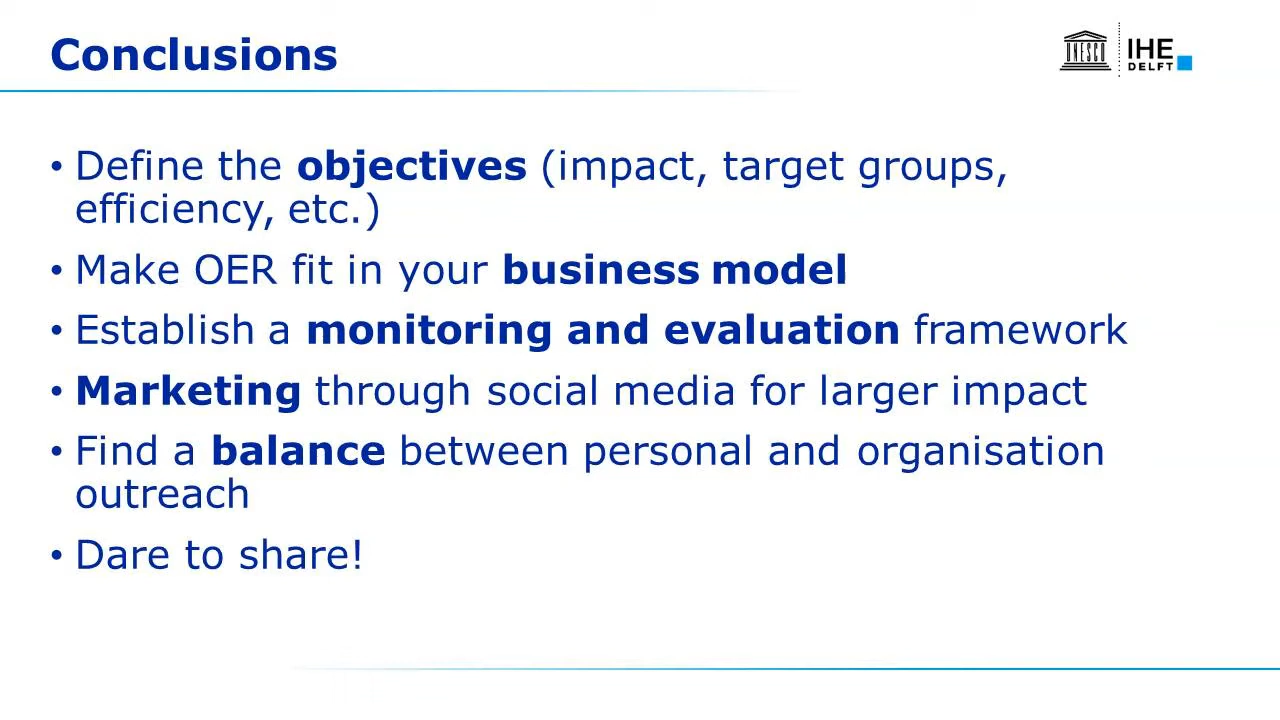 Conclusions
UNESCO
IHE
DELFT
• Define the objectives (impact, target groups,
efficiency, etc.)
• Make OER fit in your business model
• Establish a monitoring and evaluation framework
• Marketing through social media for larger impact
• Find a balance between personal and organisation
outreach
• Dare to share!